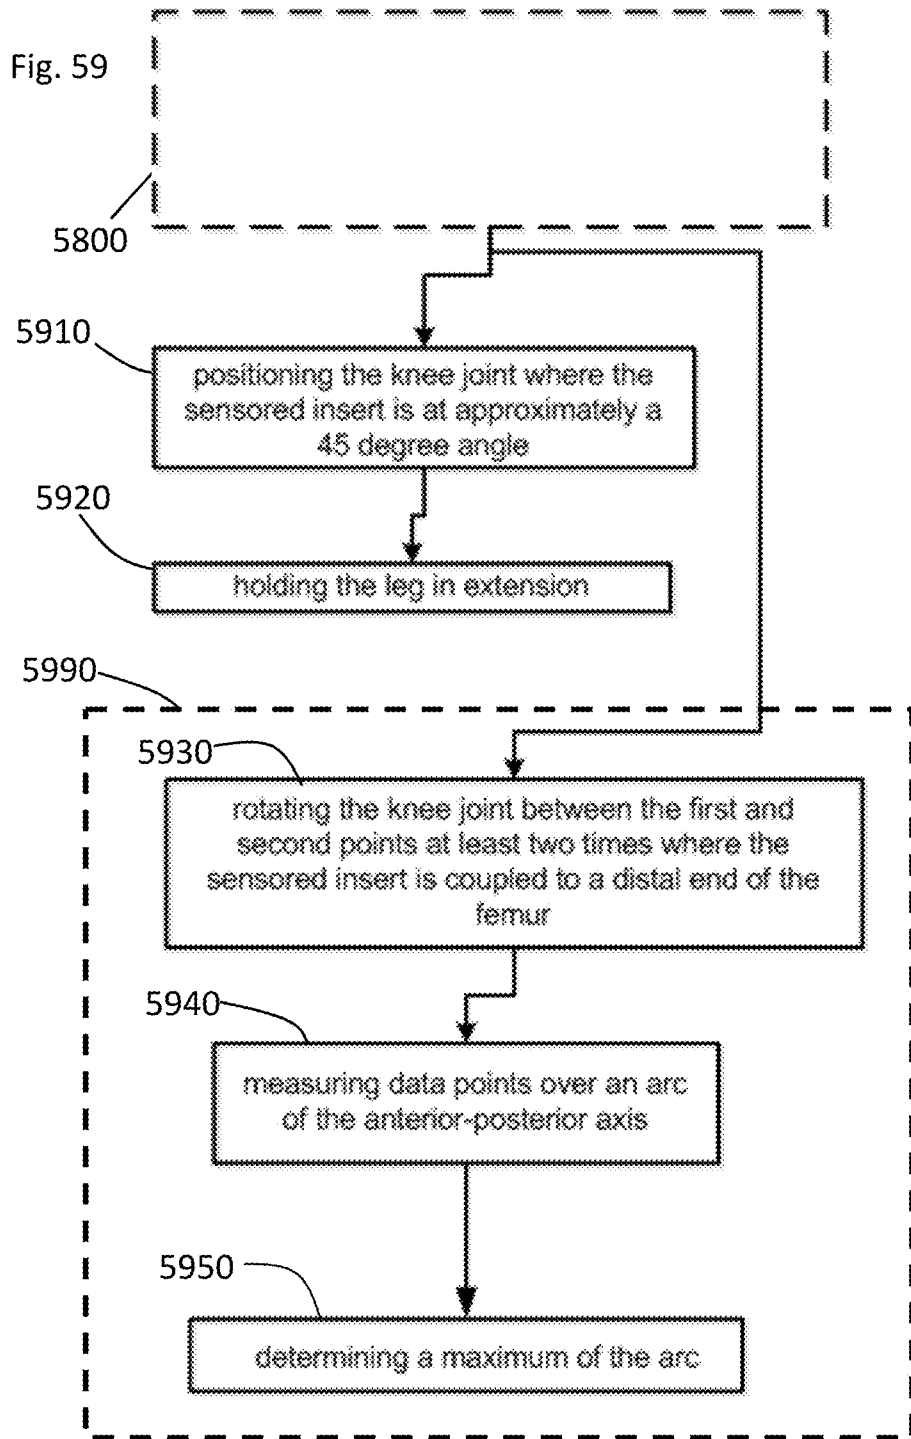 Fig. 59
5800
5910
positioning the knee joint where the
sensored insert is at approximately a
45 degree angle
5920
holding the leg in extension
5990
5930
rotating the knee joint between the first and
second points at least two times where the
sensored insert is coupled to a distal end of the
femur
5940
measuring data points over an arc
of the anterior-posterior axis
5950
determining a maximum of the arc